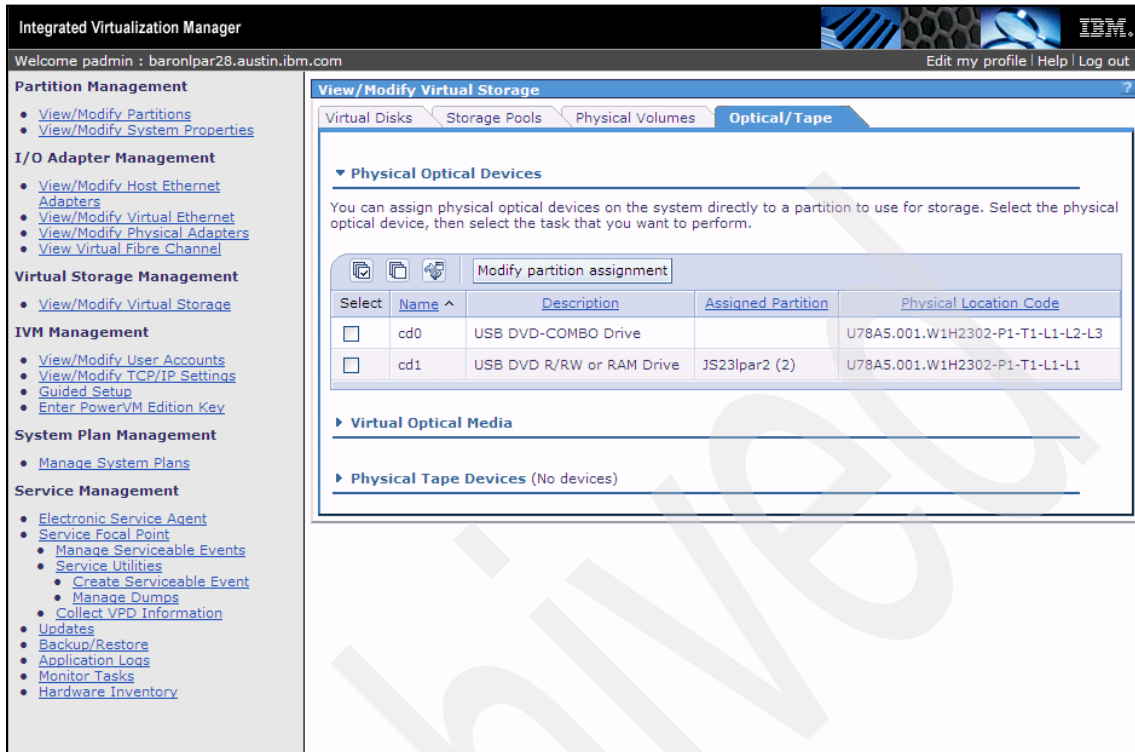 Integrated Virtualization Manager
IBM.
Welcome padmin : baronlpar28.austin.ibm.com
Edit my profile | Help | Log out
Partition Management
View/Modify Partitions
View/Modify System Properties
I/O Adapter Management
View/Modify Host Ethernet
Adapters
View/Modify Virtual Ethernet
View/Modify Physical Adapters
View Virtual Fibre Channel
Virtual Storage Management
View/Modify Virtual Storage
IVM Management
View/Modify User Accounts
View/Modify TCP/IP Settings
Guided Setup
Enter PowerVM Edition Key
System Plan Management
Manage System Plans
Service Management
Electronic Service Agent
Service Focal Point
Manage Serviceable Events
Service Utilities
Create Serviceable Event
Manage Dumps
Collect VPD Information
Updates
Backup/Restore
Application Logs
Monitor Tasks
Hardware Inventory
View/Modify Virtual Storage ?
Virtual Disks Storage Pools Physical Volumes Optical/Tape
Physical Optical Devices
You can assign physical optical devices on the system directly to a partition to use for storage. Select the physical
optical device, then select the task that you want to perform.
Modify partition assignment
Select Name ^ Description Assigned Partition Physical Location Code
cd0 USB DVD-COMBO Drive U78A5.001.W1H2302-P1-T1-L1-L2-L3
cd1 USB DVD R/RW or RAM Drive JS23lpar2 (2) U78A5.001.W1H2302-P1-T1-L1-L1
Virtual Optical Media
Physical Tape Devices (No devices)
hived